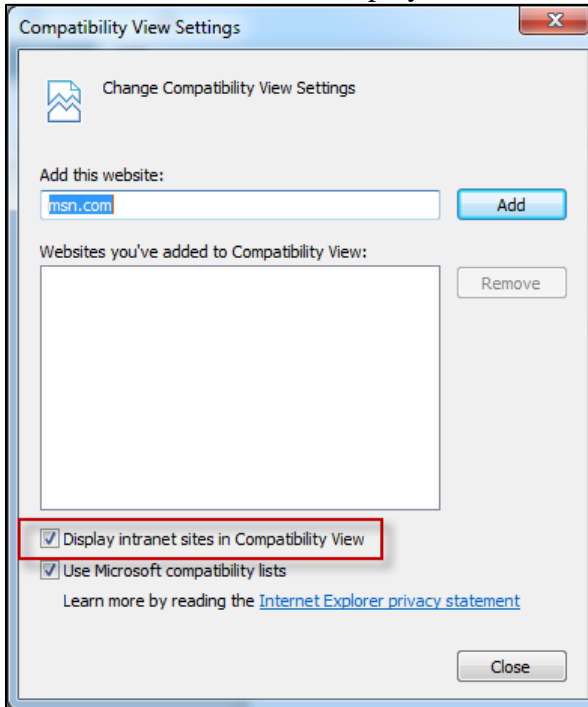 Compatibility View Settings
Change Compatibility View Settings
Add this website:
msn.com
Add
Websites you've added to Compatibility View:
Remove
Display intranet sites in Compatibility View
Use Microsoft compatibility lists
Learn more by reading the Internet Explorer privacy statement
Close